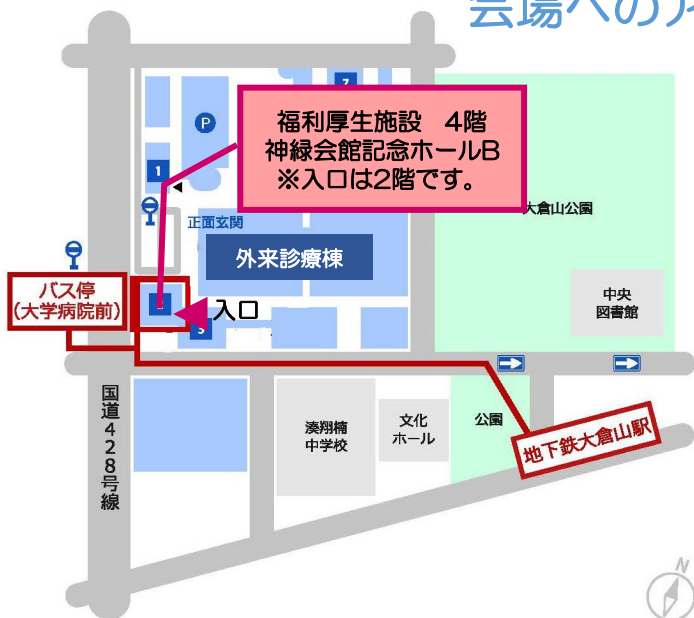 会場へのア
7
福利厚生施設　4階
神緑会館記念ホールB
※入口は2階です。
P
1
大倉山公園
正面玄関
外来診療棟
バス停
(大学病院前)
入口
中央
図書館
国道428号線
湊翔楠
中学校
文化
ホール
公園
地下鉄大倉山駅
N